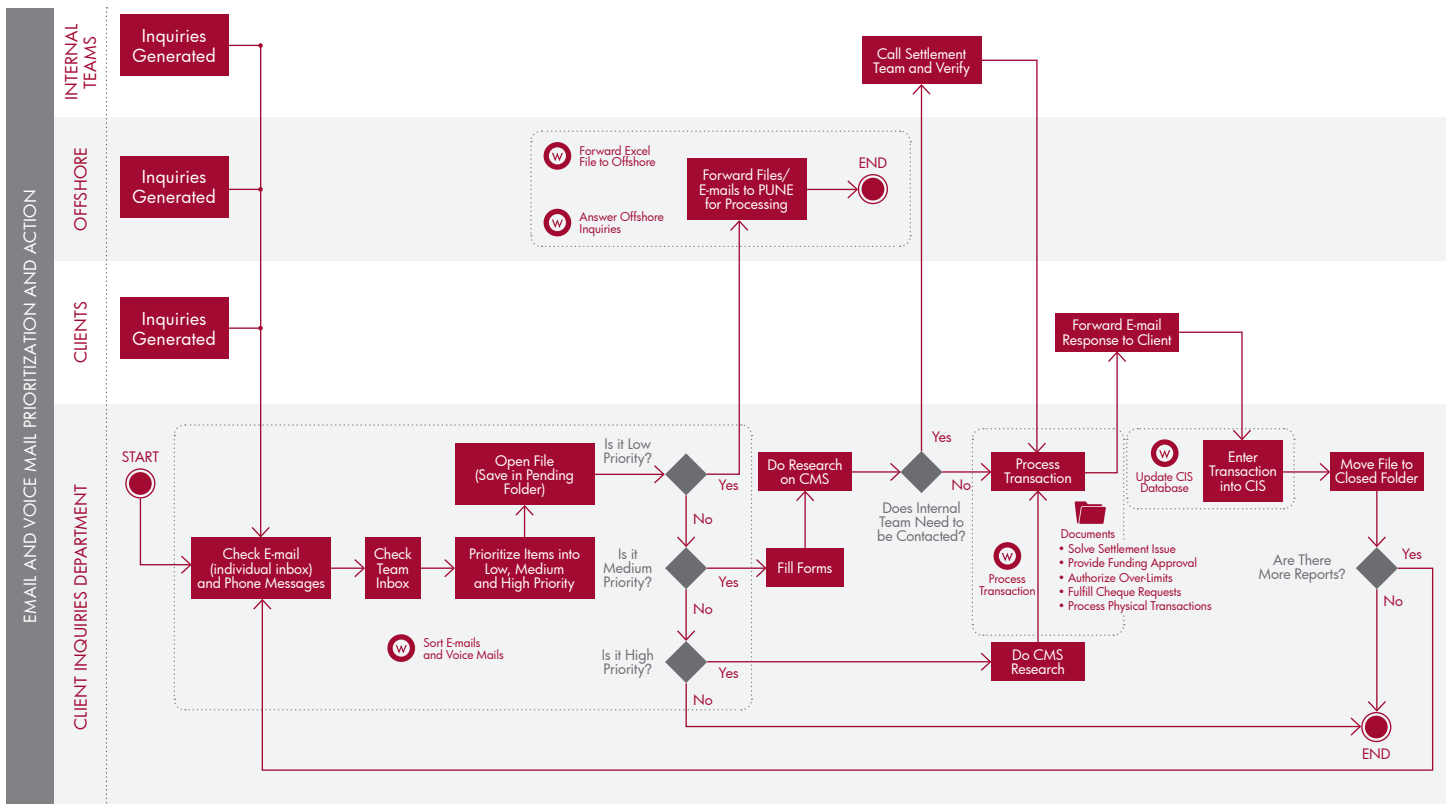 EMAIL AND VOICE MAIL PRIORITIZATION AND ACTION
INTERNAL
TEAMS
Inquiries
Generated
Call Settlement
Team and Verify
OFFSHORE
Inquiries
Generated
W
Forward Excel
File to Offshore
W
Answer Offshore
Inquiries
Forward Files/
E-mails to PUNE
for Processing
END
CLIENTS
Inquiries
Generated
Forward E-mail
Response to Client
CLIENT INQUIRIES DEPARTMENT
START
Check E-mail
(individual inbox)
and Phone Messages
Check
Team
Inbox
Prioritize Items into
Low, Medium
and High Priority
Open File
(Save in Pending
Folder)
W
Sort E-mails
and Voice Mails
Is it Low
Priority?
Yes
No
Is it
Medium
Priority?
Yes
No
Is it High
Priority?
Yes
No
Fill Forms
Do Research
on CMS
Yes
No
Does Internal
Team Need to
be Contacted?
Process
Transaction
W
Process
Transaction
Documents
• Solve Settlement Issue
• Provide Funding Approval
• Authorize Over-Limits
• Fulfill Cheque Requests
• Process Physical Transactions
Do CMS
Research
W
Update CIS
Database
Enter
Transaction
into CIS
Move File to
Closed Folder
Are There
More Reports?
Yes
No
END